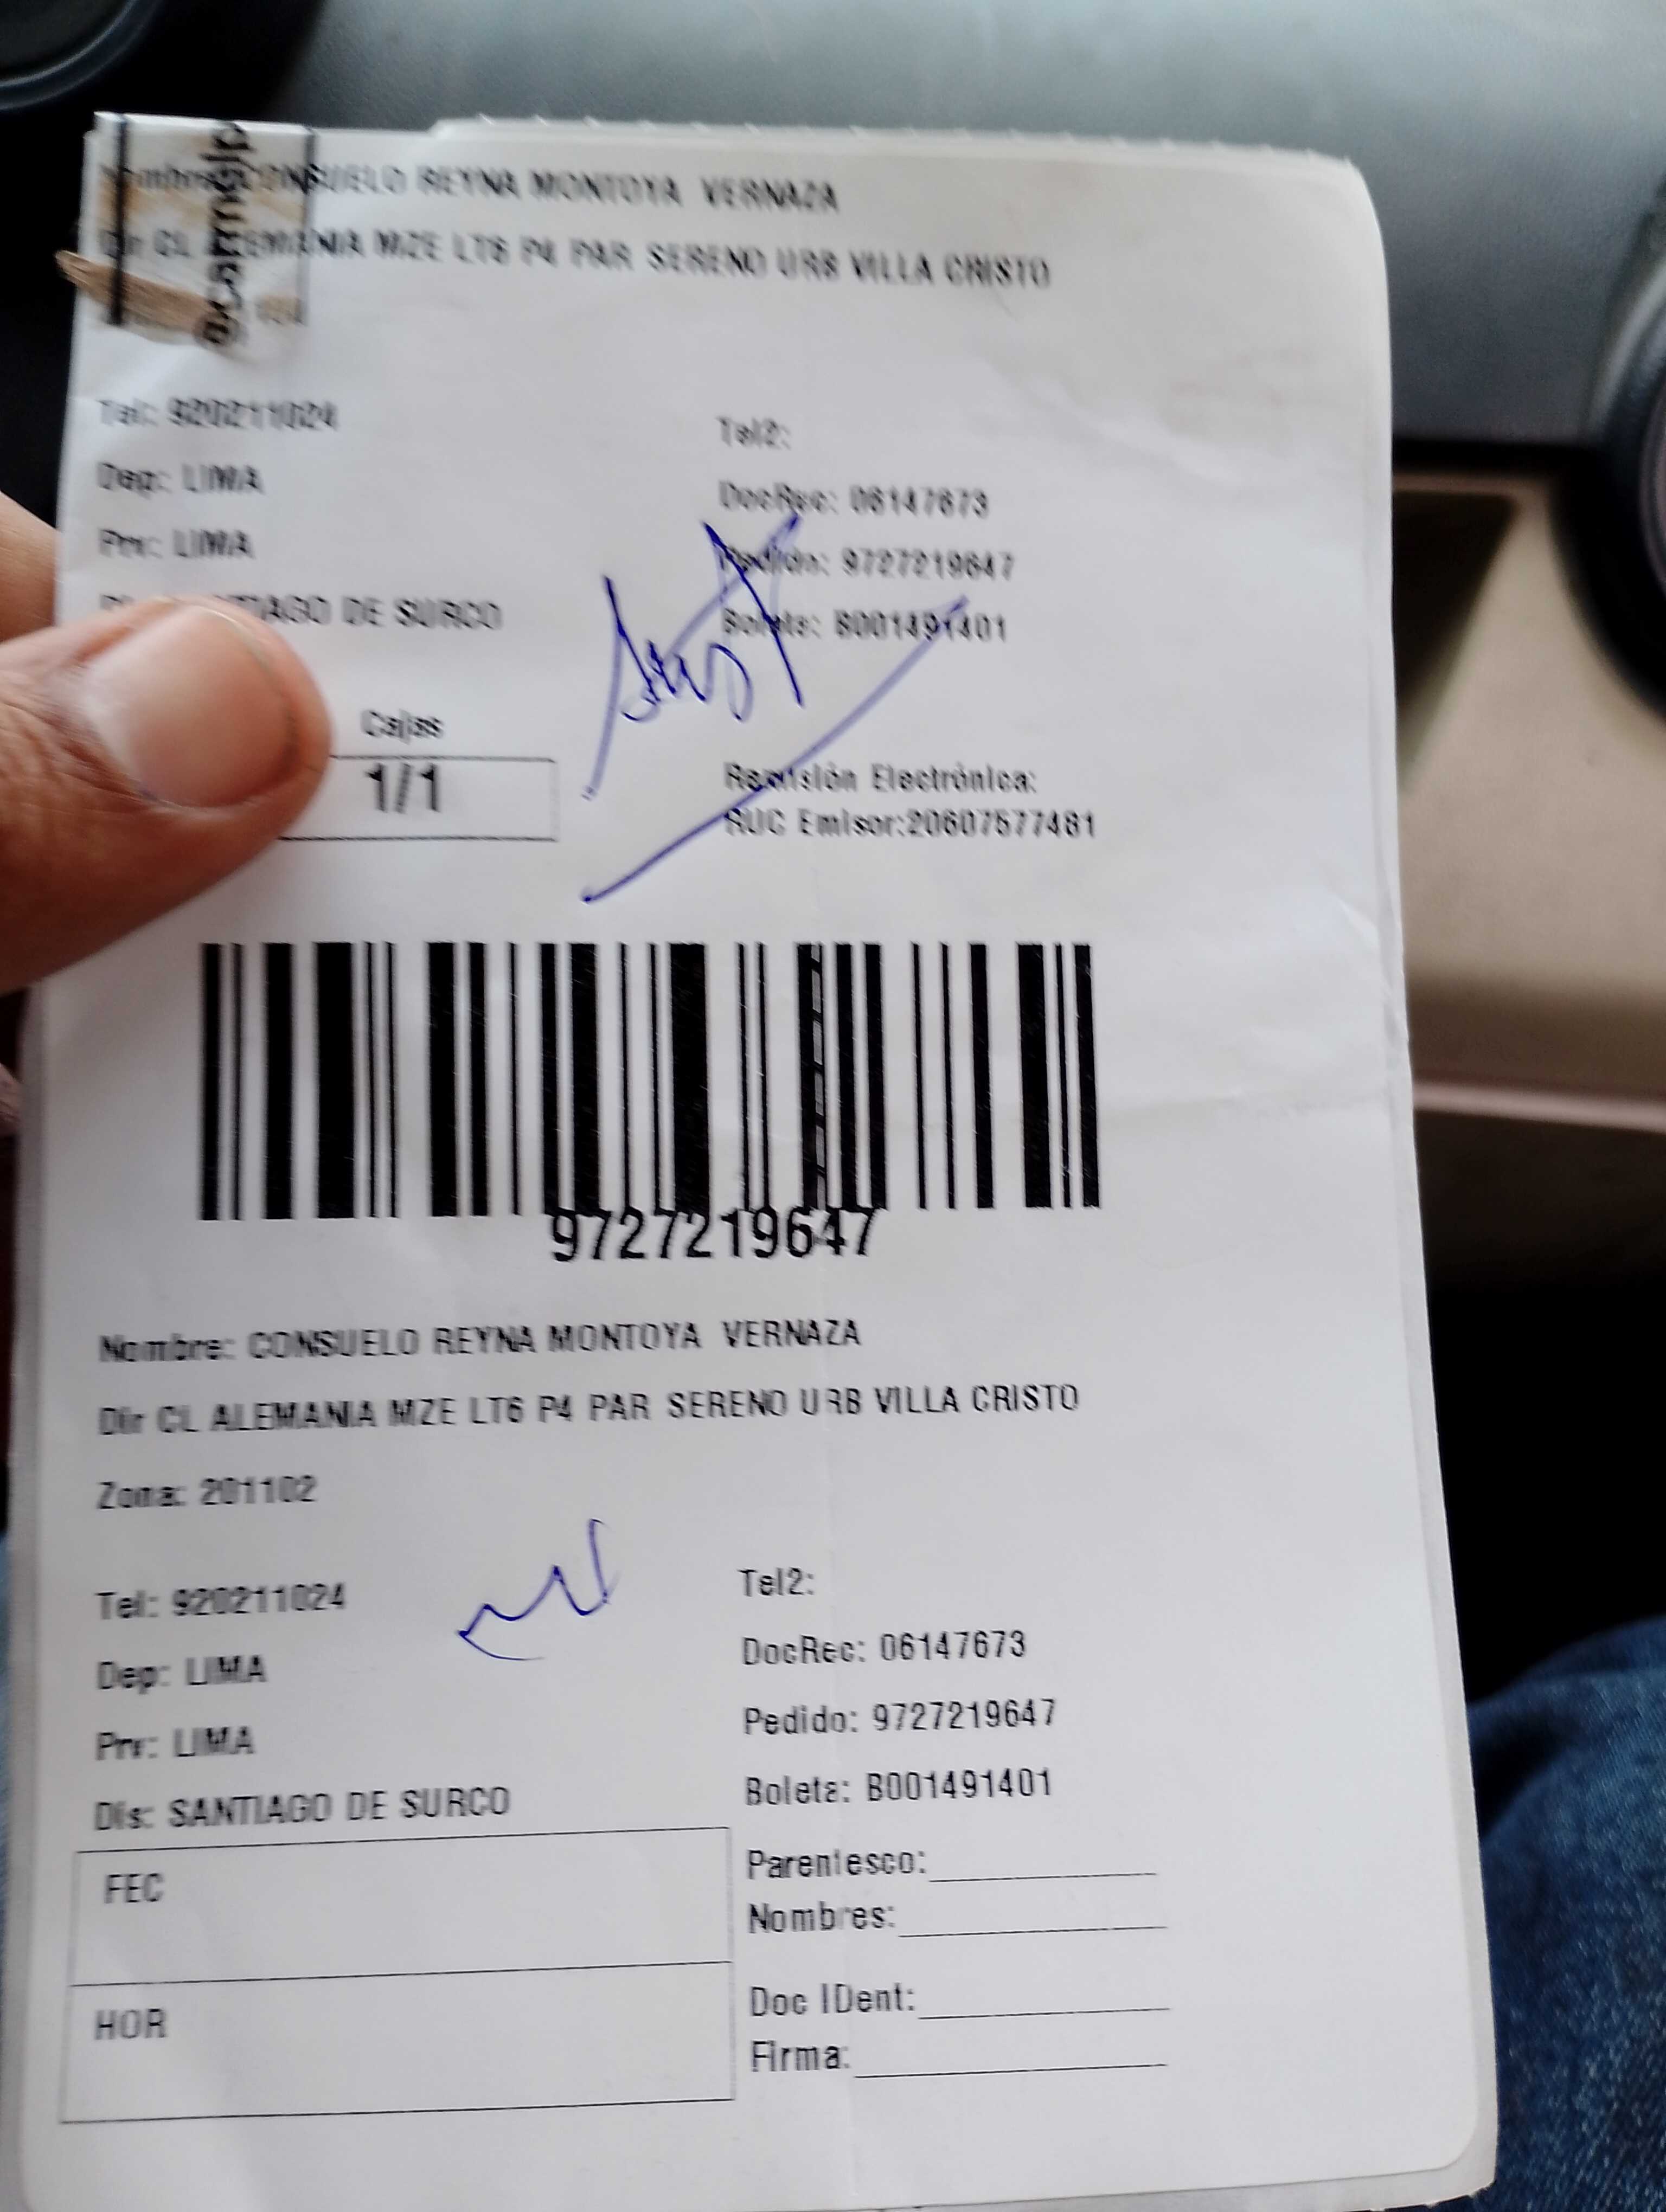 Nombre: CONSUELO REYNA MONTOYA VERNAZA
Dir CL ALEMANIA MZE LT6 P4 PAR SERENO URB VILLA CRISTO
Tel: 920211024
Tel2:
Dep: LIMA
DocRec: 06147673
Prv: LIMA
Pedido: 9727219647
SANTIAGO DE SURCO
Boleta: B001491401
Cajas
1/1
Remisión Electrónica:
RUC Emisor:20607577481
9727219647
Nombre: CONSUELO REYNA MONTOYA VERNAZA
Dir CL ALEMANIA MZE LT6 P4 PAR SERENO URB VILLA CRISTO
Zona: 201102
Tel: 920211024
Tel2:
Dep: LIMA
DocRec: 06147673
Prv: LIMA
Pedido: 9727219647
Dis: SANTIAGO DE SURCO
Boleta: B001491401
FEC
Parentesco:
Nombres:
HOR
Doc IDent:
Firma: